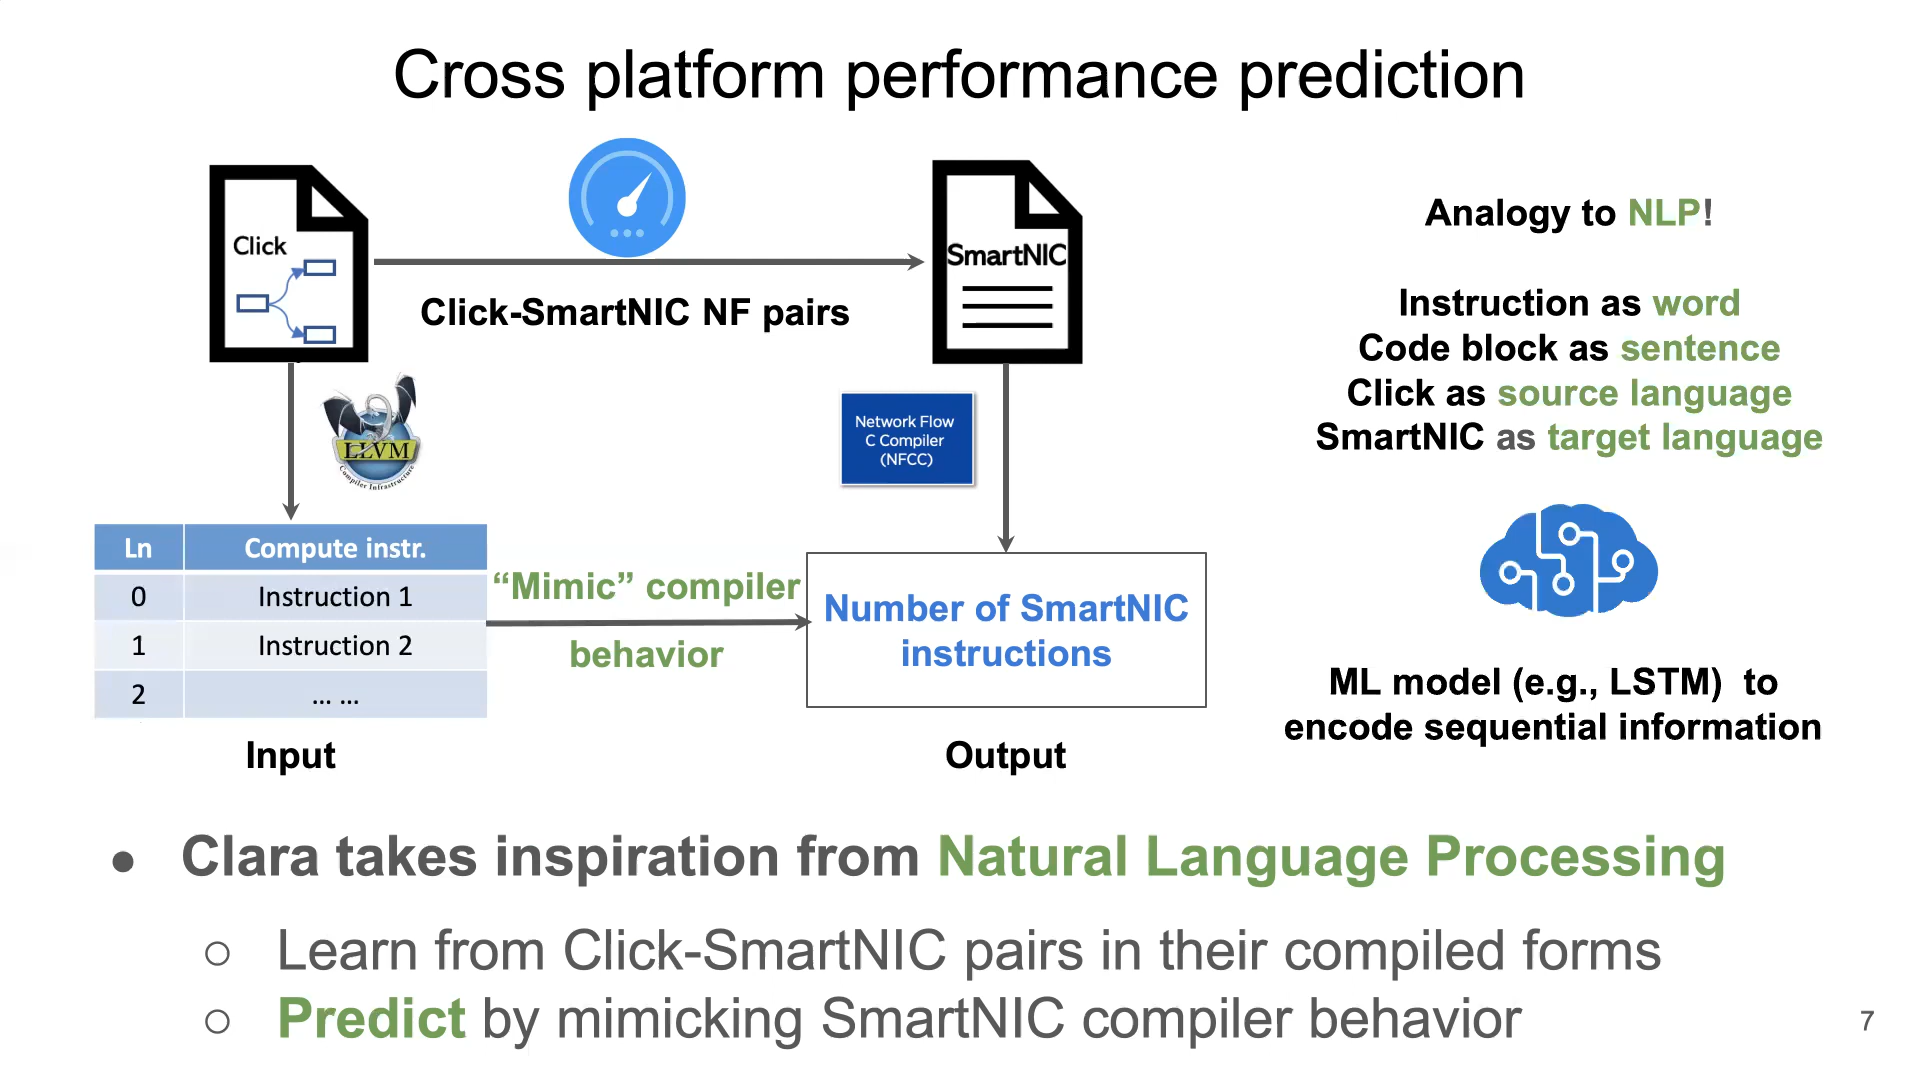 Cross platform performance prediction
Click
SmartNIC
Click-SmartNIC NF pairs
LLVM
Compiler Infrastructure
Network Flow
C Compiler
(NFCC)
Ln Compute instr.
0 Instruction 1
1 Instruction 2
2 ... ...
Input
“Mimic” compiler
behavior
Number of SmartNIC
instructions
Output
Analogy to NLP!
Instruction as word
Code block as sentence
Click as source language
SmartNIC as target language
ML model (e.g., LSTM) to
encode sequential information
● Clara takes inspiration from Natural Language Processing
○ Learn from Click-SmartNIC pairs in their compiled forms
○ Predict by mimicking SmartNIC compiler behavior
7